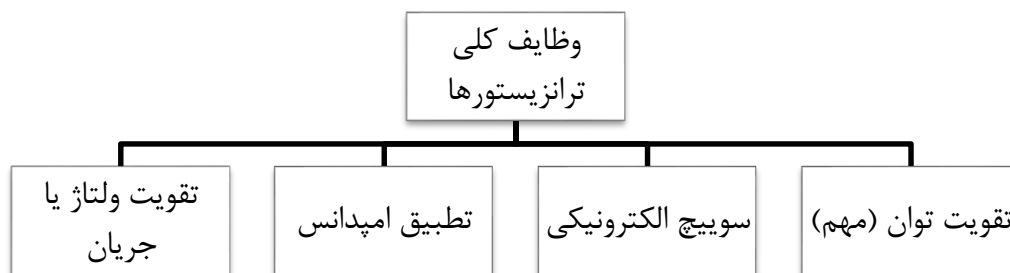 وظایف کلی
ترانزیستورها
تقویت توان (مهم)
سوییچ الکترونیکی
تطبیق امپدانس
تقویت ولتاژ یا
جریان